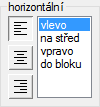 horizontální
vlevo
na střed
vpravo
do bloku